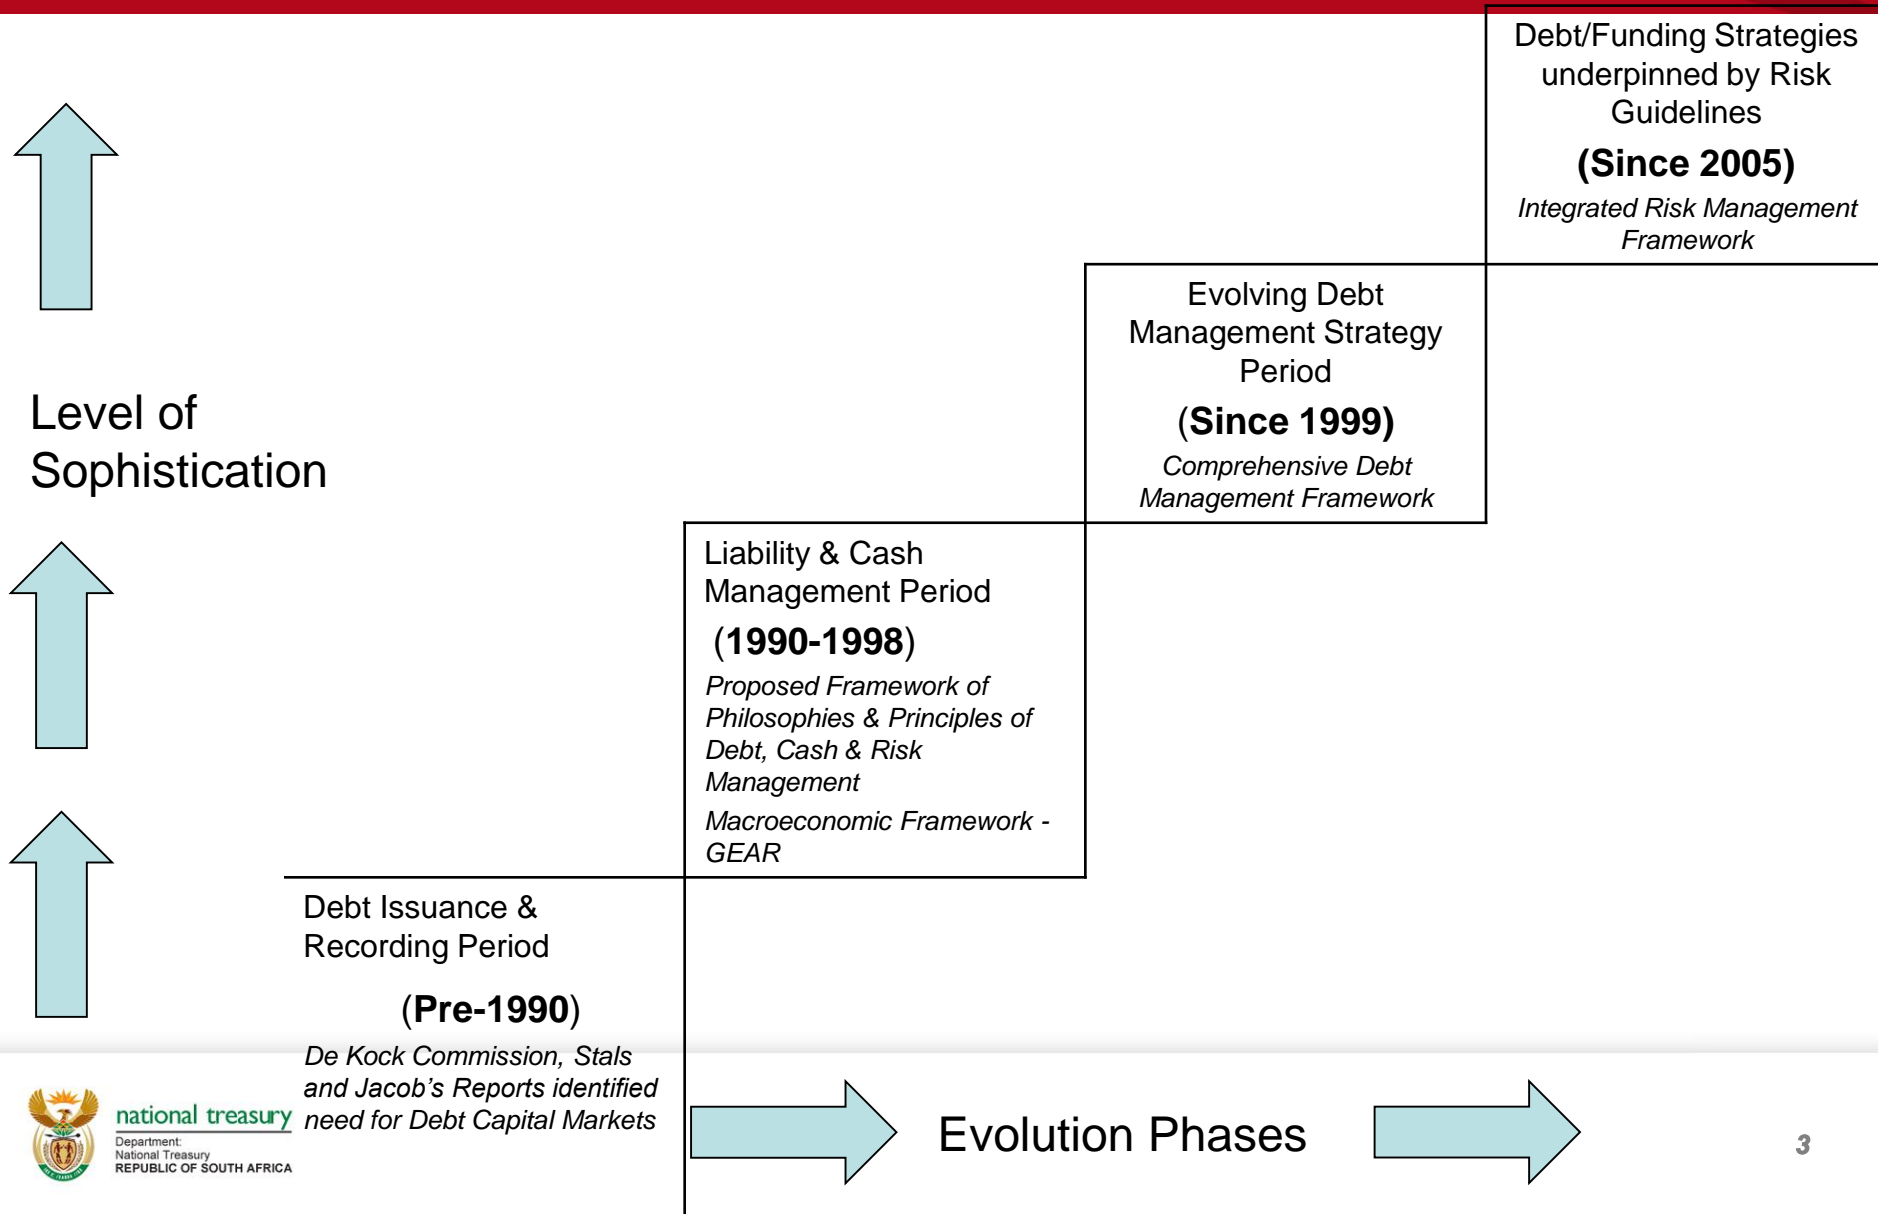 Debt/Funding Strategies
underpinned by Risk
Guidelines
(Since 2005)
Integrated Risk Management
Framework
Evolving Debt
Management Strategy
Period
(Since 1999)
Comprehensive Debt
Management Framework
Level of
Sophistication
Liability & Cash
Management Period
(1990-1998)
Proposed Framework of
Philosophies & Principles of
Debt, Cash & Risk
Management
Macroeconomic Framework -
GEAR
Debt Issuance &
Recording Period
(Pre-1990)
De Kock Commission, Stals
and Jacob’s Reports identified
need for Debt Capital Markets
national treasury
Department:
National Treasury
REPUBLIC OF SOUTH AFRICA
Evolution Phases
3